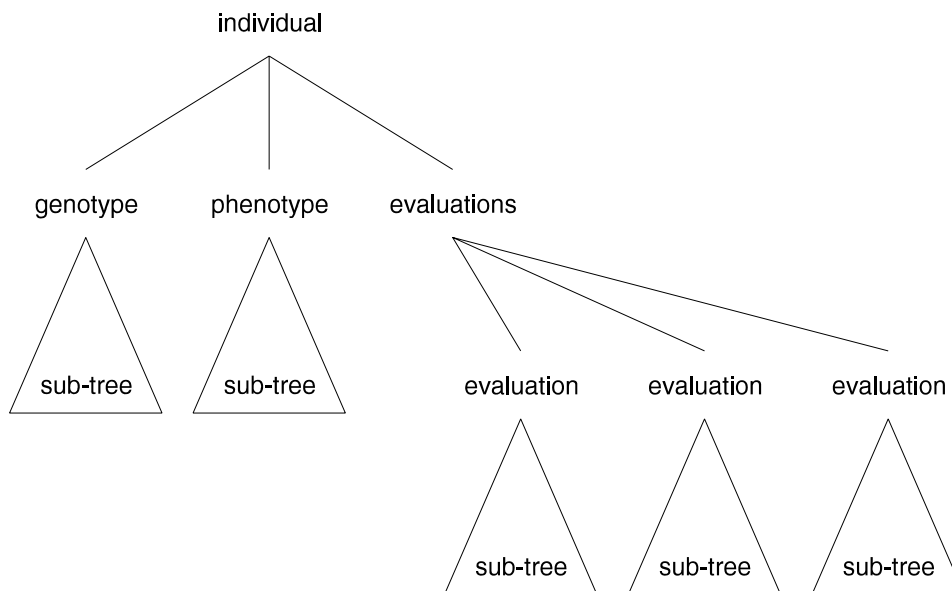 individual
genotype phenotype evaluations
sub-tree sub-tree
evaluation evaluation evaluation
sub-tree sub-tree sub-tree